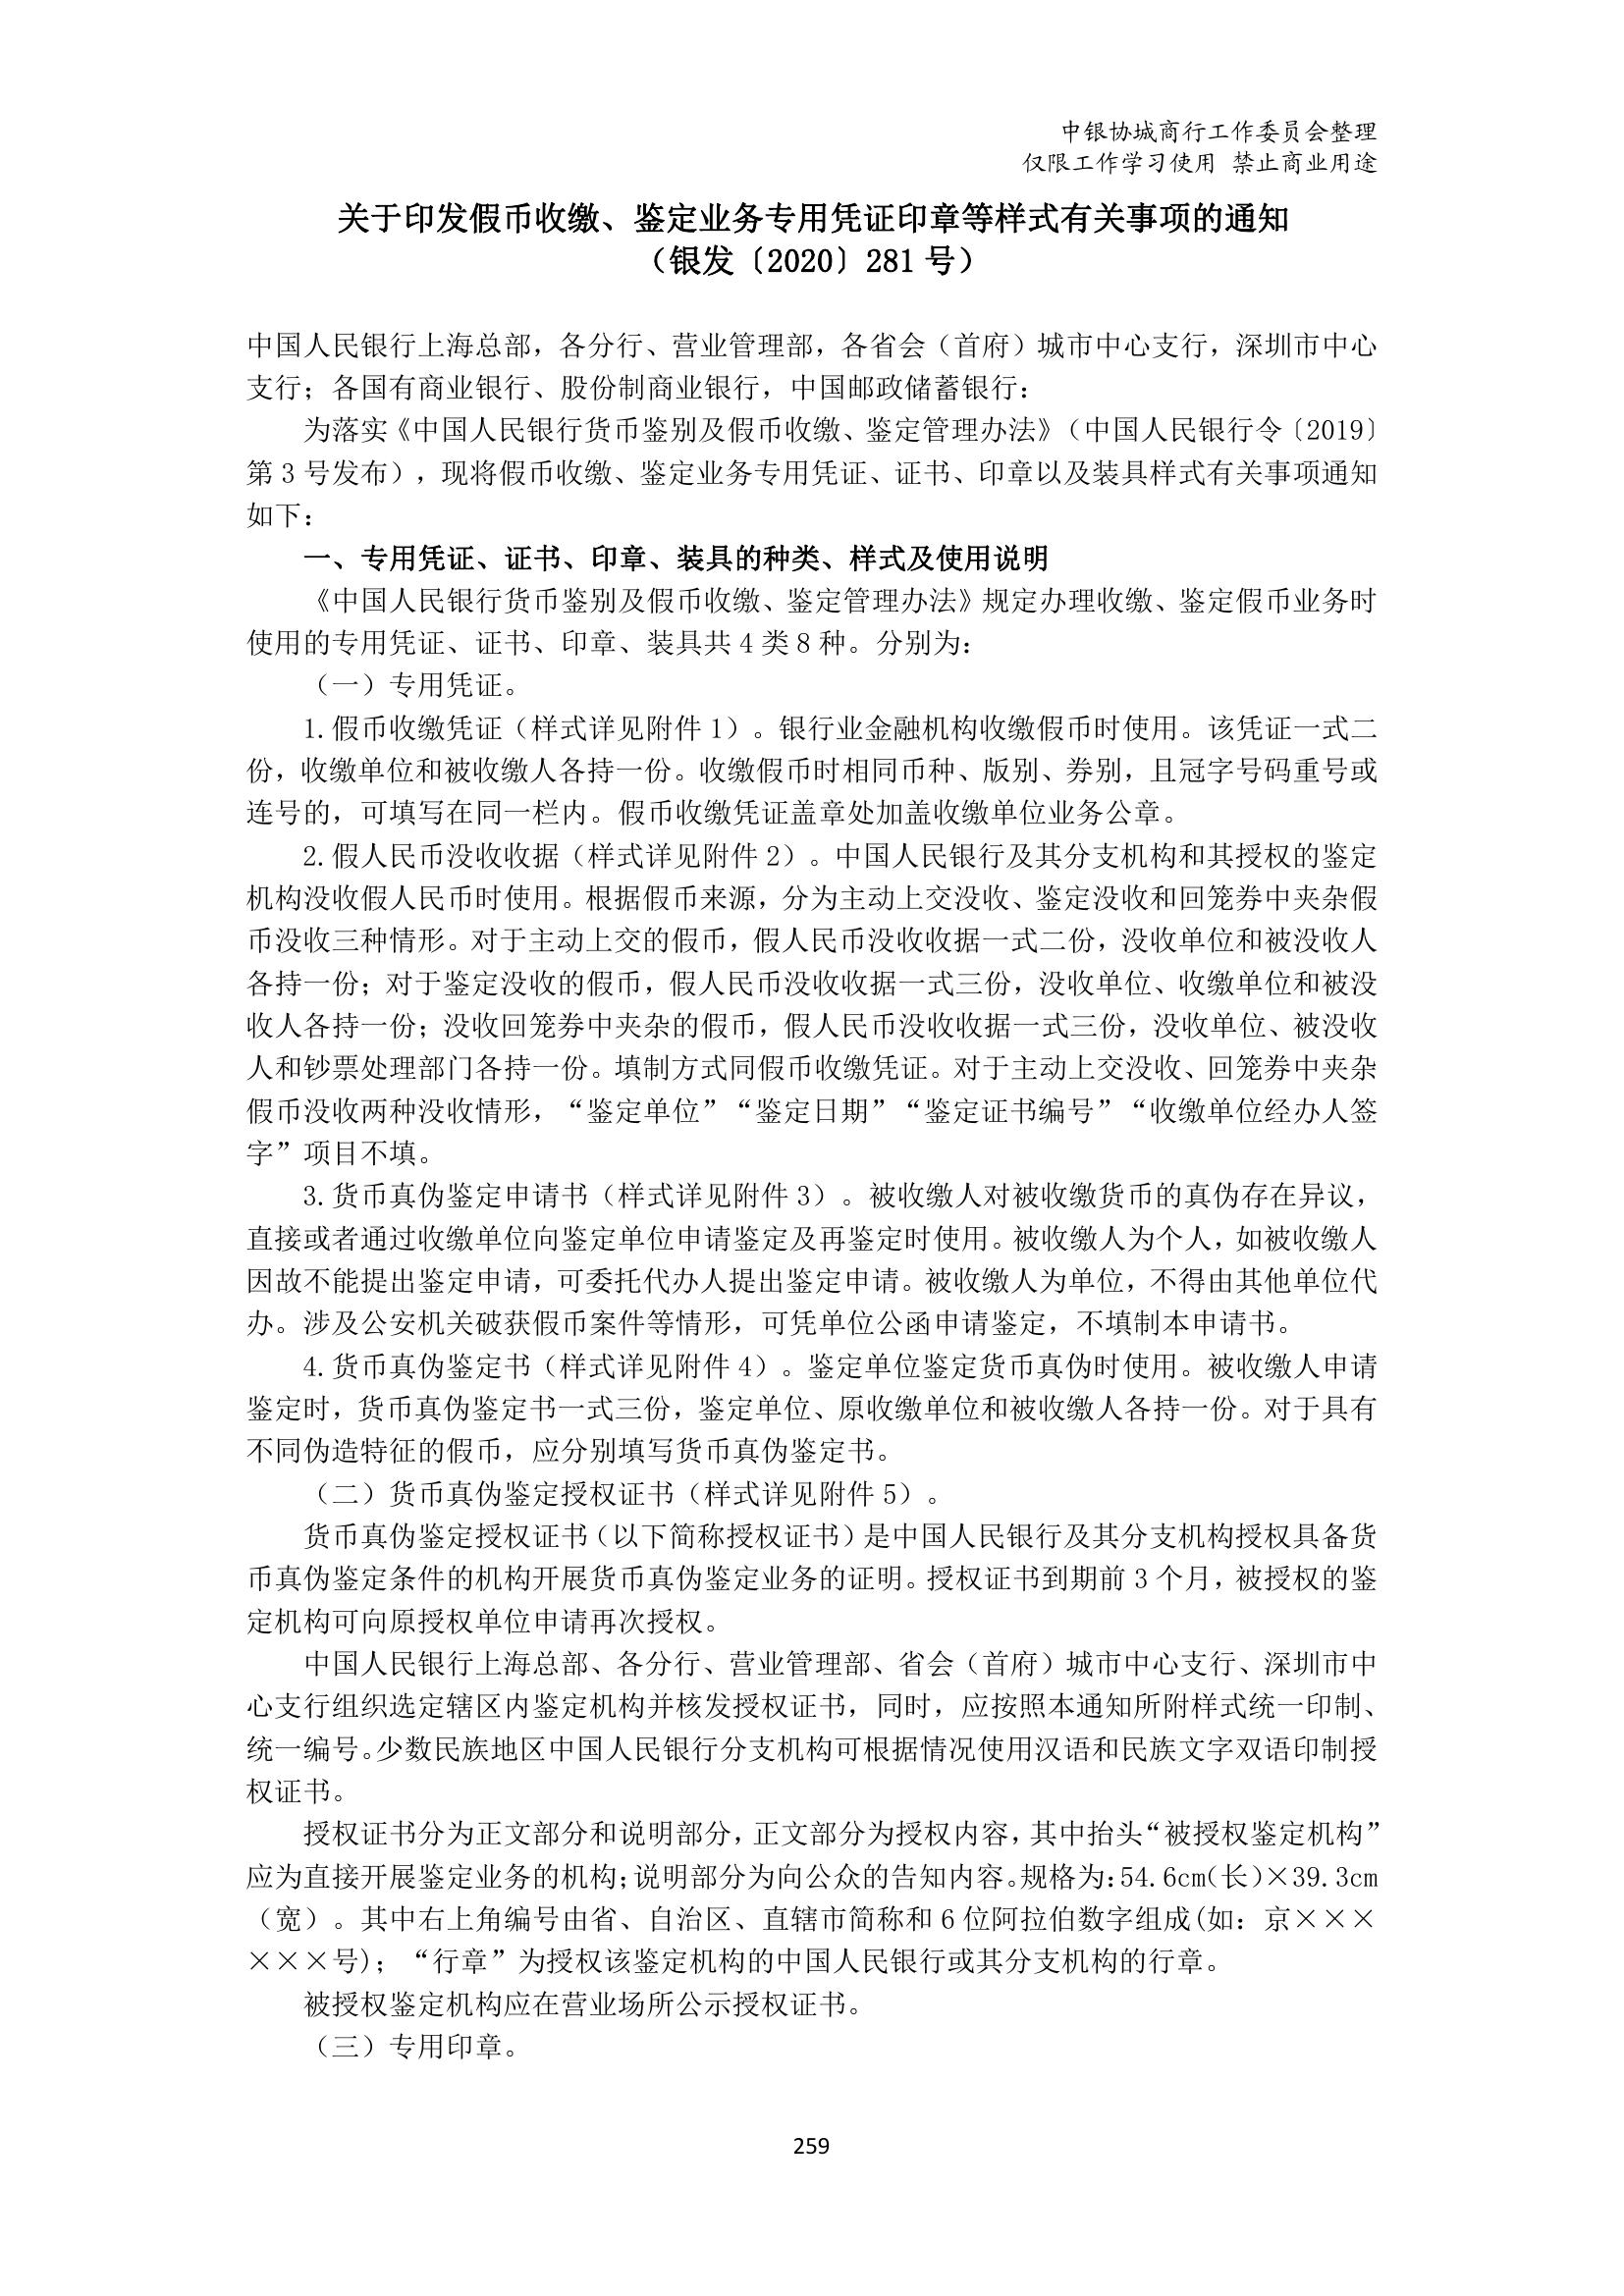 中银协城商行工作委员会整理
仅限工作学习使用 禁止商业用途
关于印发假币收缴、鉴定业务专用凭证印章等样式有关事项的通知
（银发〔2020〕281 号）
中国人民银行上海总部，各分行、营业管理部，各省会（首府）城市中心支行，深圳市中心
支行；各国有商业银行、股份制商业银行，中国邮政储蓄银行：
为落实《中国人民银行货币鉴别及假币收缴、鉴定管理办法》（中国人民银行令〔2019〕
第 3 号发布），现将假币收缴、鉴定业务专用凭证、证书、印章以及装具样式有关事项通知
如下：
一、专用凭证、证书、印章、装具的种类、样式及使用说明
《中国人民银行货币鉴别及假币收缴、鉴定管理办法》规定办理收缴、鉴定假币业务时
使用的专用凭证、证书、印章、装具共 4 类 8 种。分别为：
（一）专用凭证。
1.假币收缴凭证（样式详见附件 1）。银行业金融机构收缴假币时使用。该凭证一式二
份，收缴单位和被收缴人各持一份。收缴假币时相同币种、版别、券别，且冠字号码重号或
连号的，可填写在同一栏内。假币收缴凭证盖章处加盖收缴单位业务公章。
2.假人民币没收收据（样式详见附件 2）。中国人民银行及其分支机构和其授权的鉴定
机构没收假人民币时使用。根据假币来源，分为主动上交没收、鉴定没收和回笼券中夹杂假
币没收三种情形。对于主动上交的假币，假人民币没收收据一式二份，没收单位和被没收人
各持一份；对于鉴定没收的假币，假人民币没收收据一式三份，没收单位、收缴单位和被没
收人各持一份；没收回笼券中夹杂的假币，假人民币没收收据一式三份，没收单位、被没收
人和钞票处理部门各持一份。填制方式同假币收缴凭证。对于主动上交没收、回笼券中夹杂
假币没收两种没收情形，“鉴定单位”“鉴定日期”“鉴定证书编号”“收缴单位经办人签
字”项目不填。
3.货币真伪鉴定申请书（样式详见附件 3）。被收缴人对被收缴货币的真伪存在异议，
直接或者通过收缴单位向鉴定单位申请鉴定及再鉴定时使用。被收缴人为个人，如被收缴人
因故不能提出鉴定申请，可委托代办人提出鉴定申请。被收缴人为单位，不得由其他单位代
办。涉及公安机关破获假币案件等情形，可凭单位公函申请鉴定，不填制本申请书。
4.货币真伪鉴定书（样式详见附件 4）。鉴定单位鉴定货币真伪时使用。被收缴人申请
鉴定时，货币真伪鉴定书一式三份，鉴定单位、原收缴单位和被收缴人各持一份。对于具有
不同伪造特征的假币，应分别填写货币真伪鉴定书。
（二）货币真伪鉴定授权证书（样式详见附件 5）。
货币真伪鉴定授权证书（以下简称授权证书）是中国人民银行及其分支机构授权具备货
币真伪鉴定条件的机构开展货币真伪鉴定业务的证明。授权证书到期前 3 个月，被授权的鉴
定机构可向原授权单位申请再次授权。
中国人民银行上海总部、各分行、营业管理部、省会（首府）城市中心支行、深圳市中
心支行组织选定辖区内鉴定机构并核发授权证书，同时，应按照本通知所附样式统一印制、
统一编号。少数民族地区中国人民银行分支机构可根据情况使用汉语和民族文字双语印制授
权证书。
授权证书分为正文部分和说明部分，正文部分为授权内容，其中抬头“被授权鉴定机构”
应为直接开展鉴定业务的机构；说明部分为向公众的告知内容。规格为：54.6cm(长)×39.3cm
（宽）。其中右上角编号由省、自治区、直辖市简称和 6 位阿拉伯数字组成(如：京×××
×××号)；“行章”为授权该鉴定机构的中国人民银行或其分支机构的行章。
被授权鉴定机构应在营业场所公示授权证书。
（三）专用印章。
259